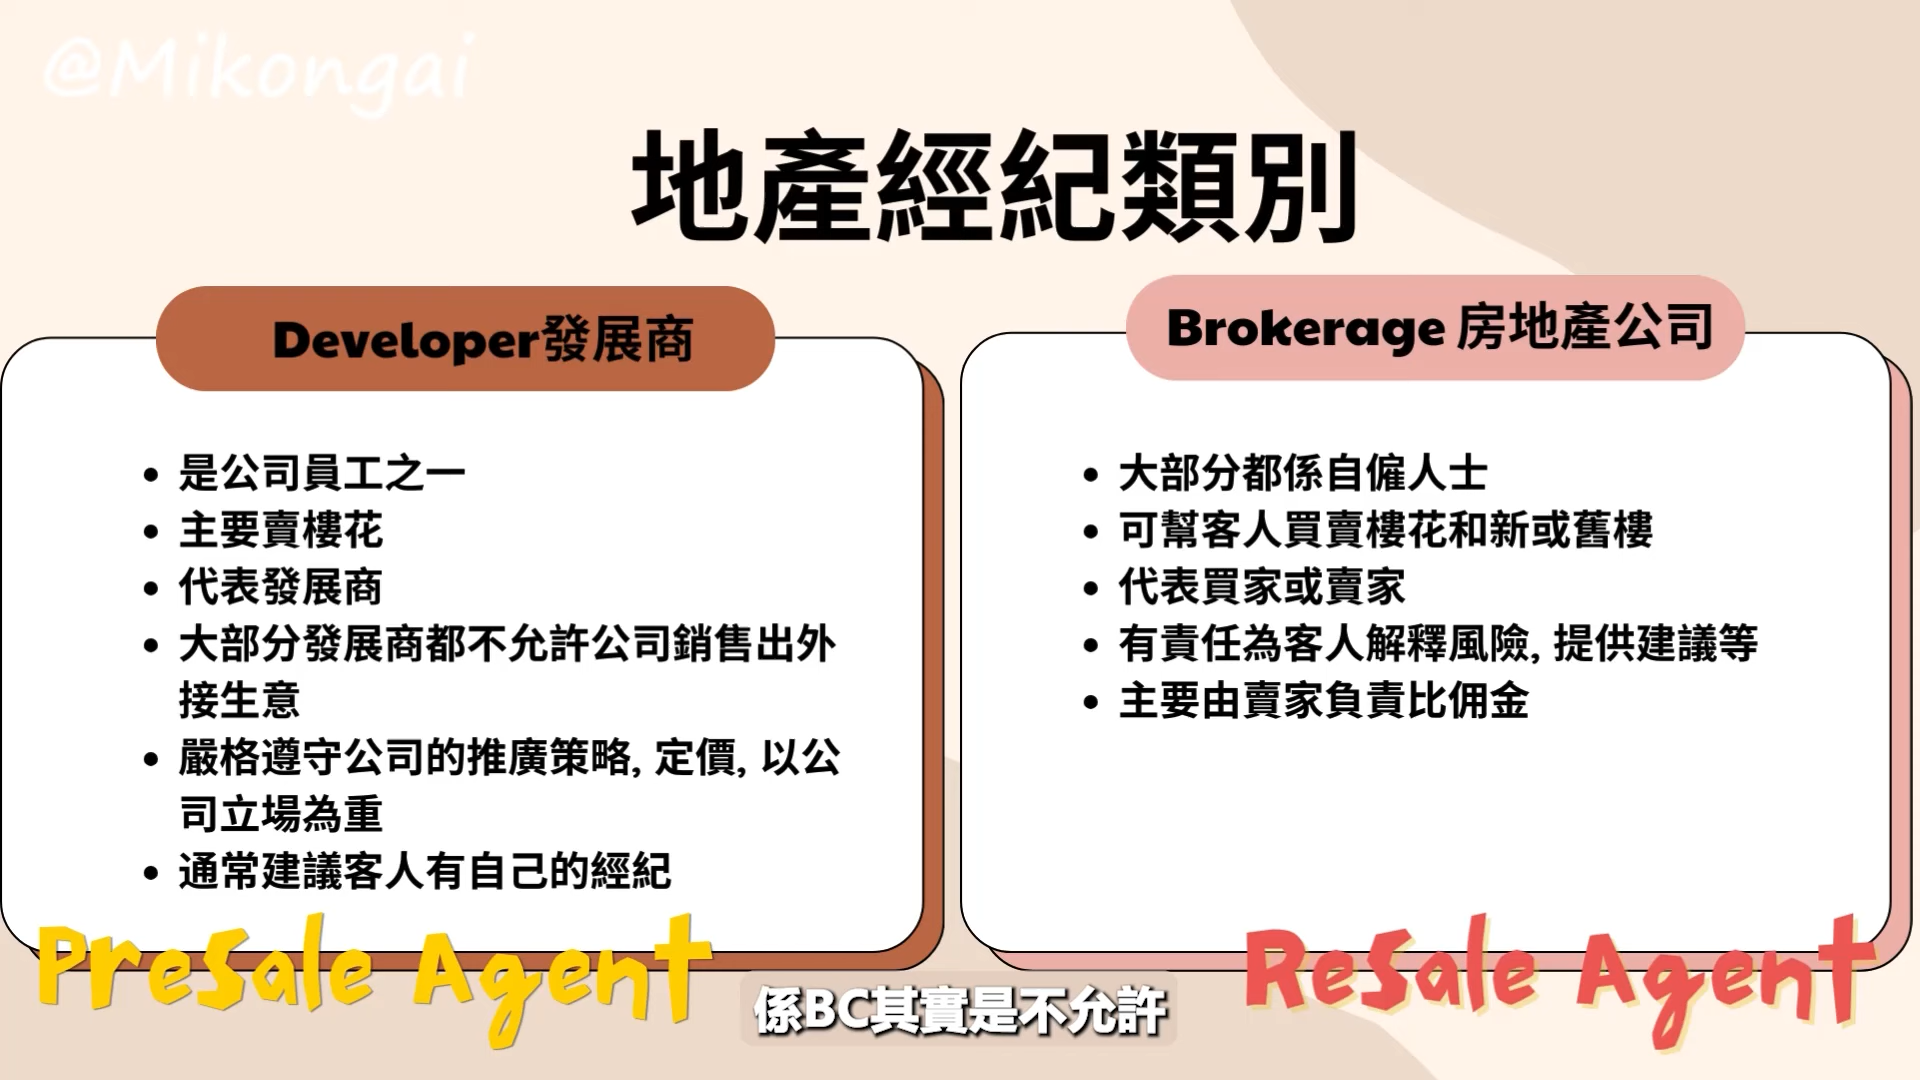 @Mikongai
地產經紀類別
Developer發展商
是公司員工之一
主要賣樓花
代表發展商
大部分發展商都不允許公司銷售出外
接生意
嚴格遵守公司的推廣策略, 定價, 以公
司立場為重
通常建議客人有自己的經紀
Presale Agent
Brokerage 房地產公司
大部分都係自僱人士
可幫客人買賣樓花和新或舊樓
代表買家或賣家
有責任為客人解釋風險, 提供建議等
主要由賣家負責比佣金
Resale Agent
係BC其實是不允許